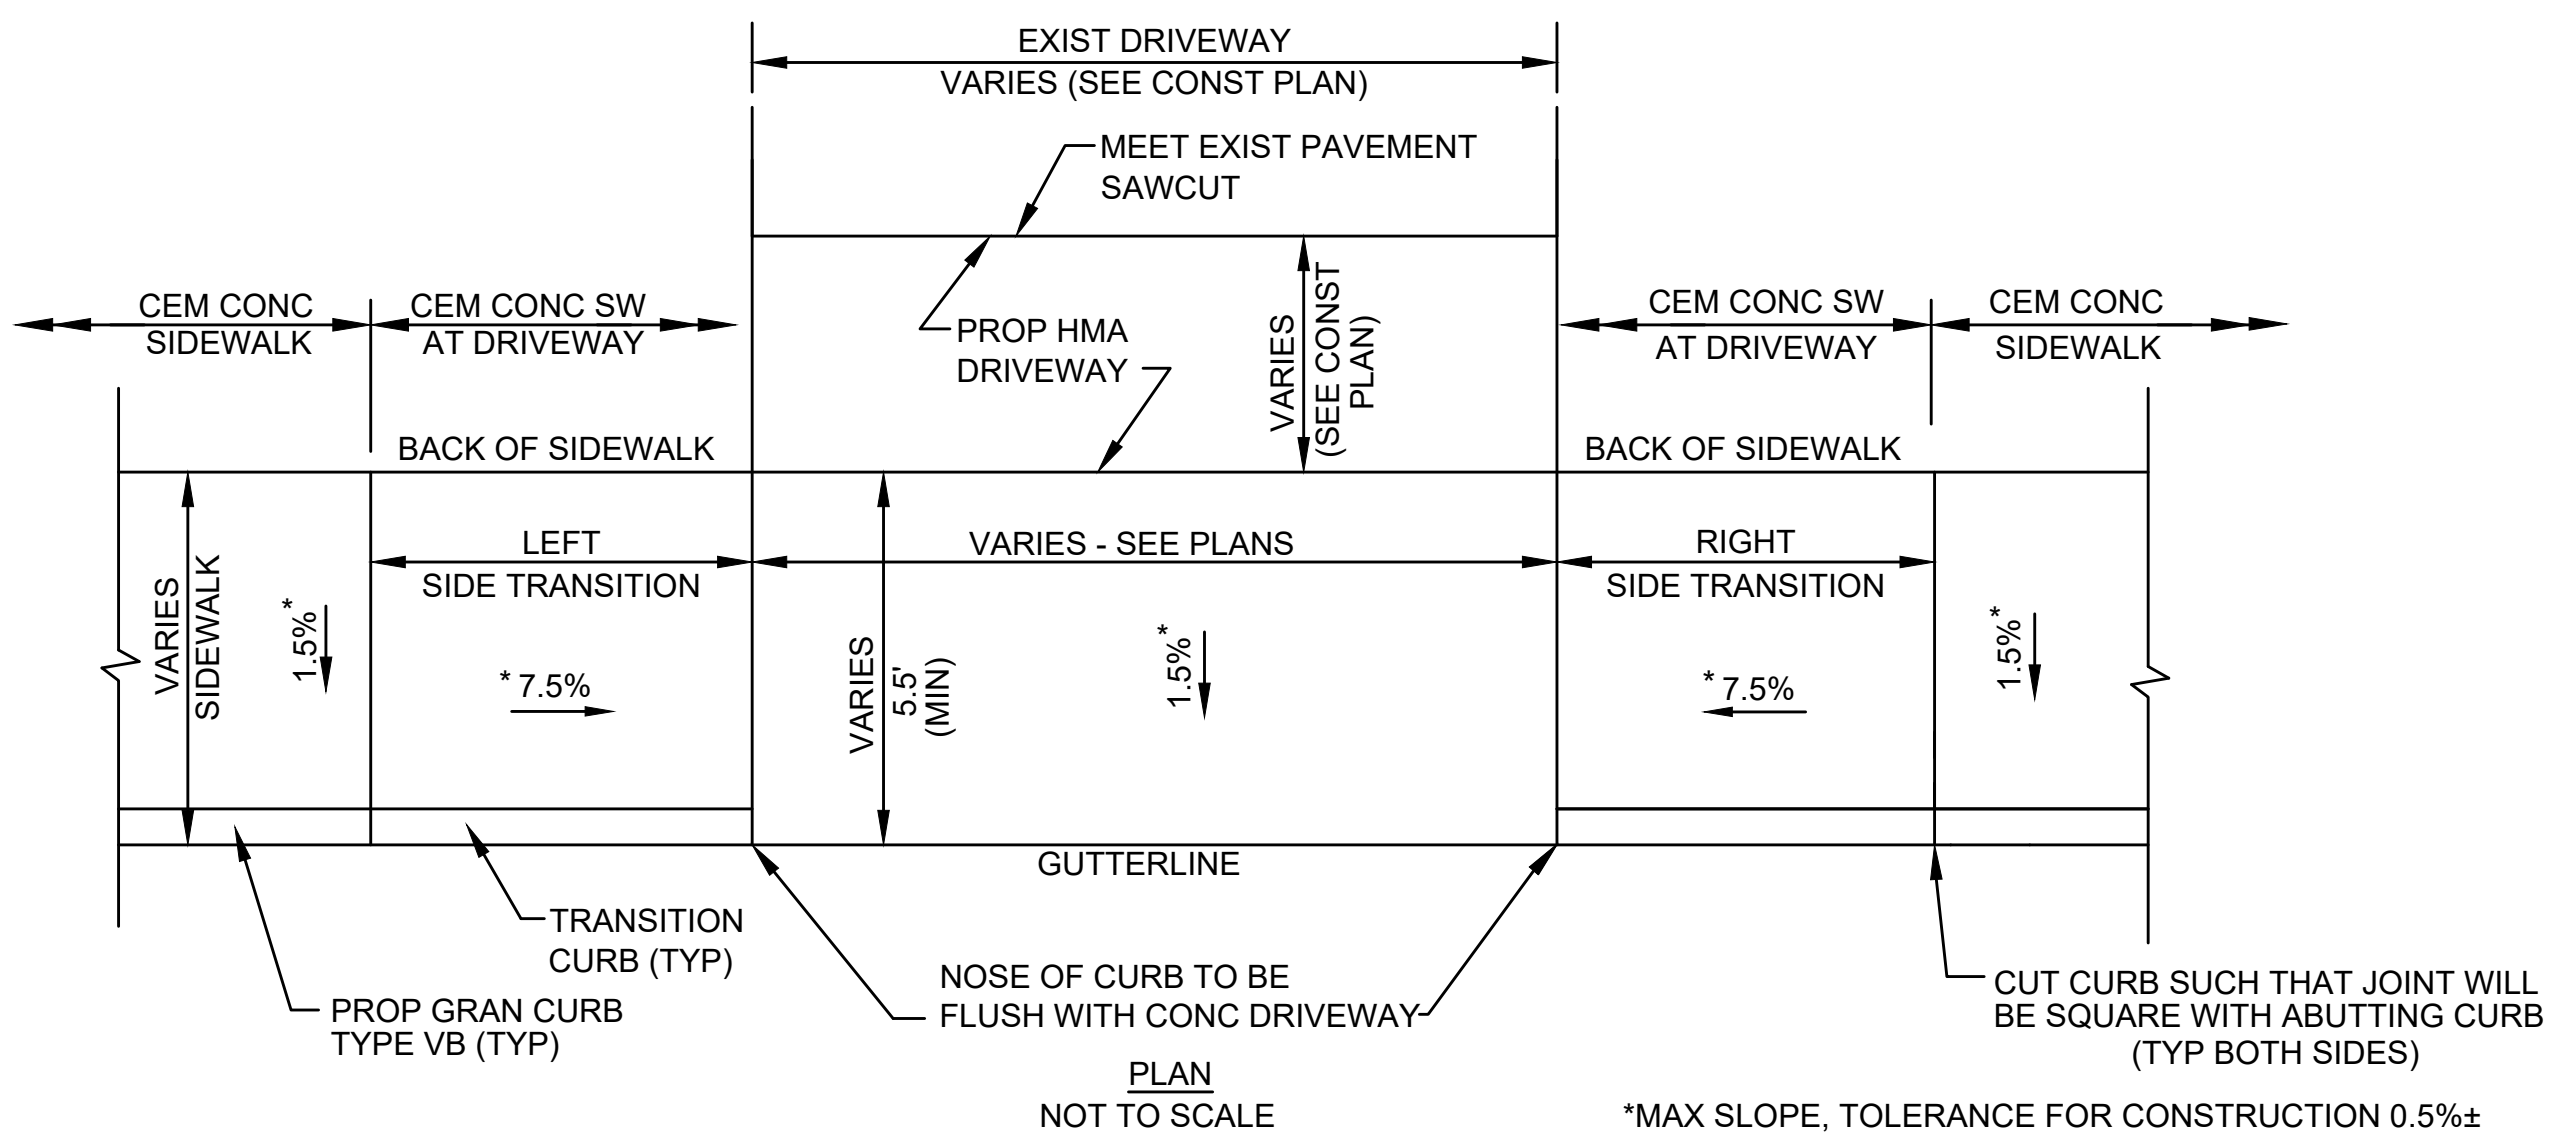 EXIST DRIVEWAY
VARIES (SEE CONST PLAN)
MEET EXIST PAVEMENT
SAWCUT
CEM CONC
SIDEWALK
CEM CONC SW
AT DRIVEWAY
PROP HMA
DRIVEWAY
VARIES
(SEE CONST
PLAN)
CEM CONC SW
AT DRIVEWAY
CEM CONC
SIDEWALK
BACK OF SIDEWALK
BACK OF SIDEWALK
VARIES
SIDEWALK
1.5%*
LEFT
SIDE TRANSITION
*7.5%
VARIES - SEE PLANS
VARIES
5.5'
(MIN)
1.5%*
RIGHT
SIDE TRANSITION
*7.5%
1.5%*
GUTTERLINE
TRANSITION
CURB (TYP)
PROP GRAN CURB
TYPE VB (TYP)
NOSE OF CURB TO BE
FLUSH WITH CONC DRIVEWAY
CUT CURB SUCH THAT JOINT WILL
BE SQUARE WITH ABUTTING CURB
(TYP BOTH SIDES)
PLAN
NOT TO SCALE
*MAX SLOPE, TOLERANCE FOR CONSTRUCTION 0.5%±